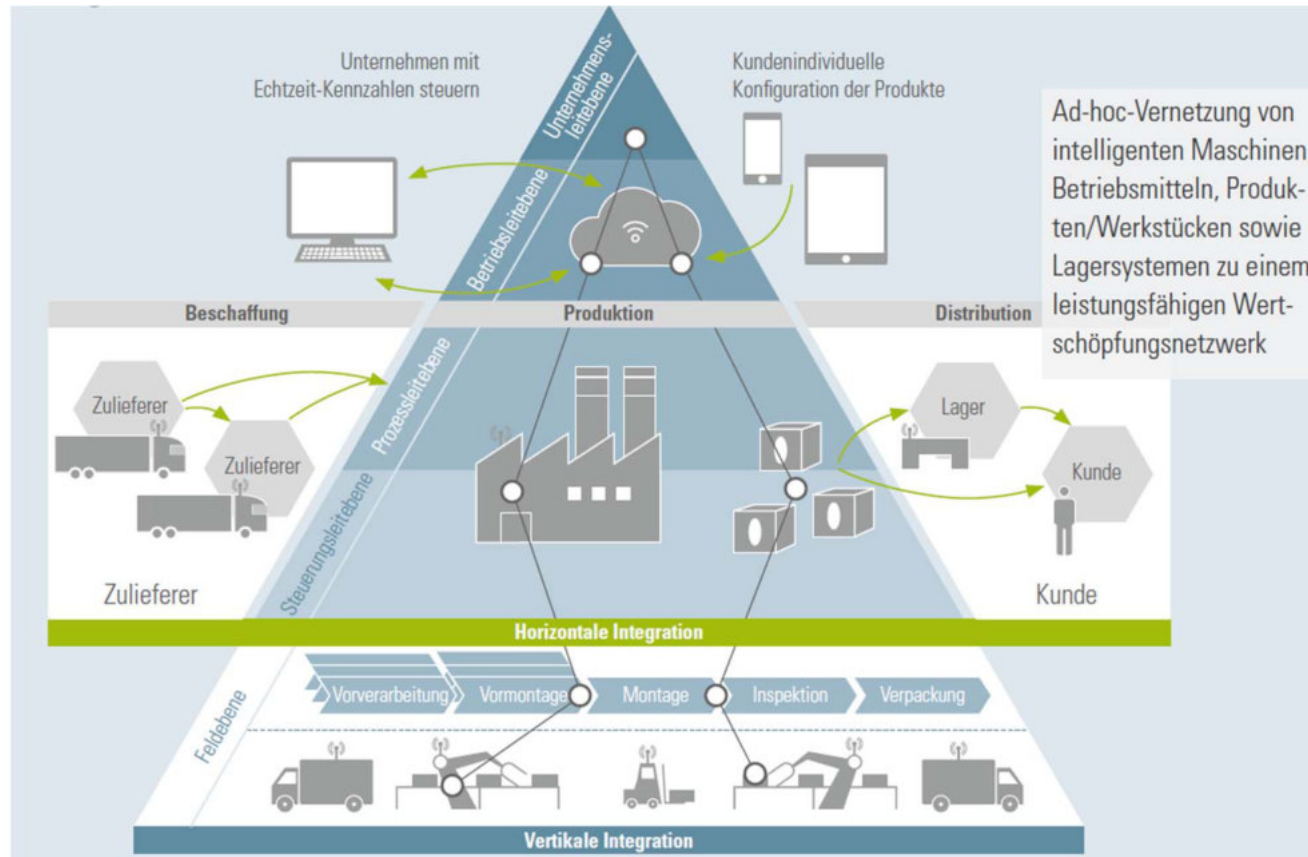 Unternehmen mit
Echtzeit-Kennzahlen steuern
Unternehmens-
leitebene
Kundenindividuelle
Konfiguration der Produkte
Ad-hoc-Vernetzung von
intelligenten Maschinen
Betriebsmitteln, Produk-
ten/Werkstücken sowie
Lagersystemen zu einem
leistungsfähigen Wert-
schöpfungsnetzwerk
Betriebsleitebene
Beschaffung
Produktion
Distribution
Prozessleitebene
Zulieferer
Zulieferer
Lager
Kunde
Steuerungsleitebene
Zulieferer
Kunde
Horizontale Integration
Feldebene
Vorverarbeitung
Vormontage
Montage
Inspektion
Verpackung
Vertikale Integration